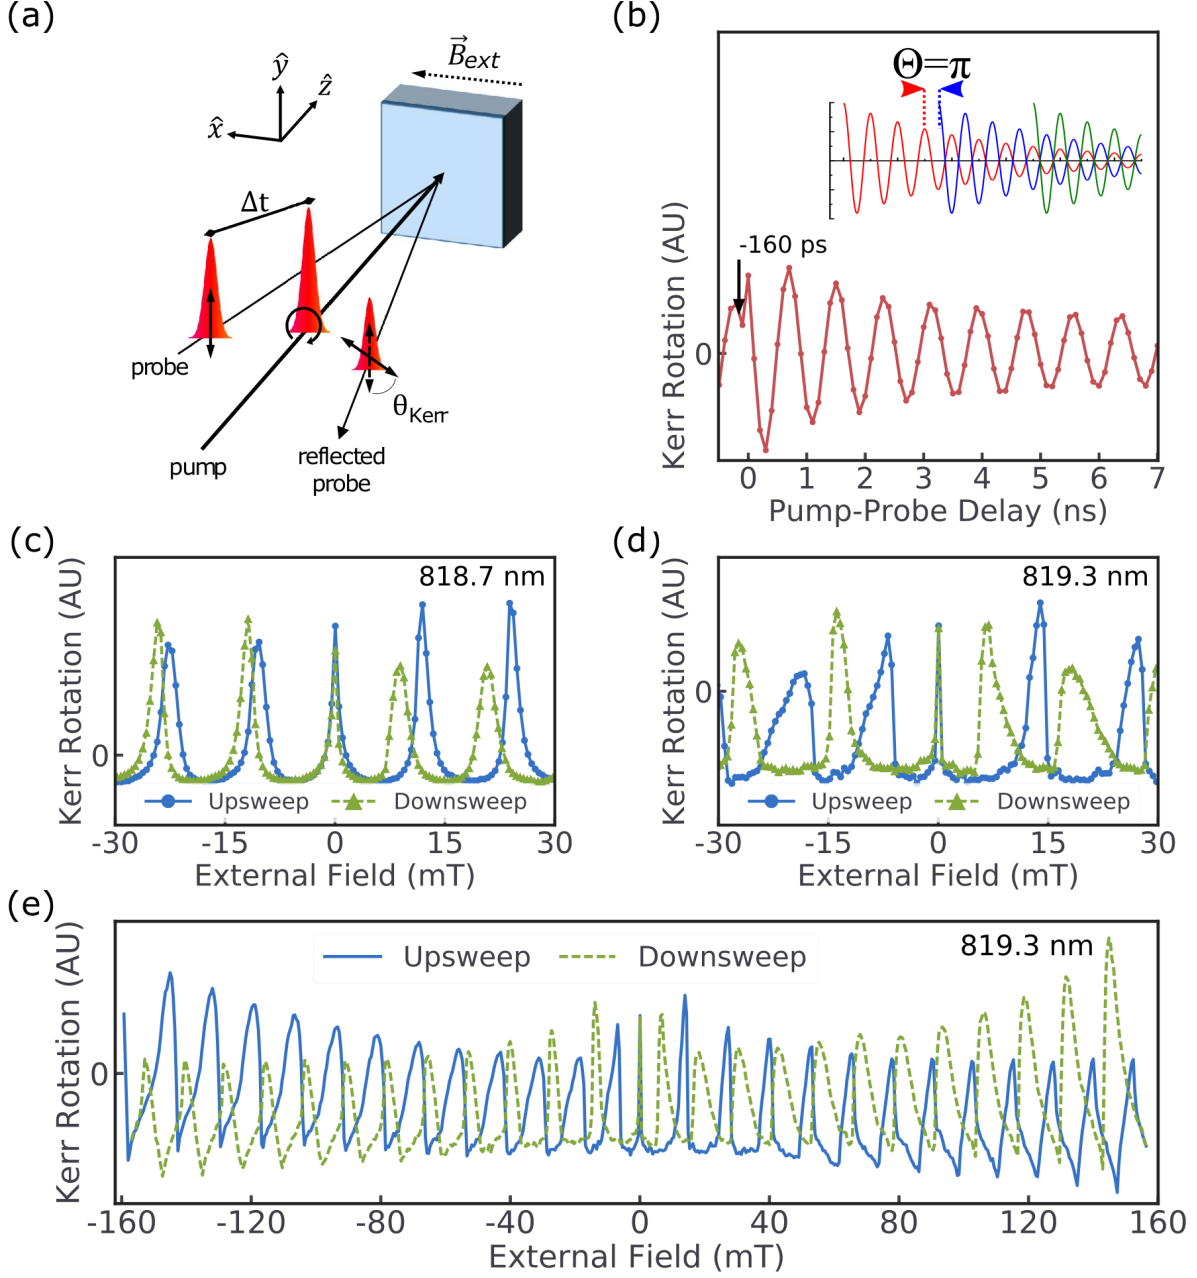 (a)
B⃗ext
ŷ
ẑ
x̂
Δt
probe
θKerr
pump
reflected
probe
(b)
Θ=π
-160 ps
Kerr Rotation (AU)
0
0 1 2 3 4 5 6 7
Pump-Probe Delay (ns)
(c)
818.7 nm
Kerr Rotation (AU)
0
Upsweep Downsweep
-30 -15 0 15 30
External Field (mT)
(d)
819.3 nm
Kerr Rotation (AU)
0
Upsweep Downsweep
-30 -15 0 15 30
External Field (mT)
(e)
Upsweep Downsweep
819.3 nm
Kerr Rotation (AU)
0
-160 -120 -80 -40 0 40 80 120 160
External Field (mT)